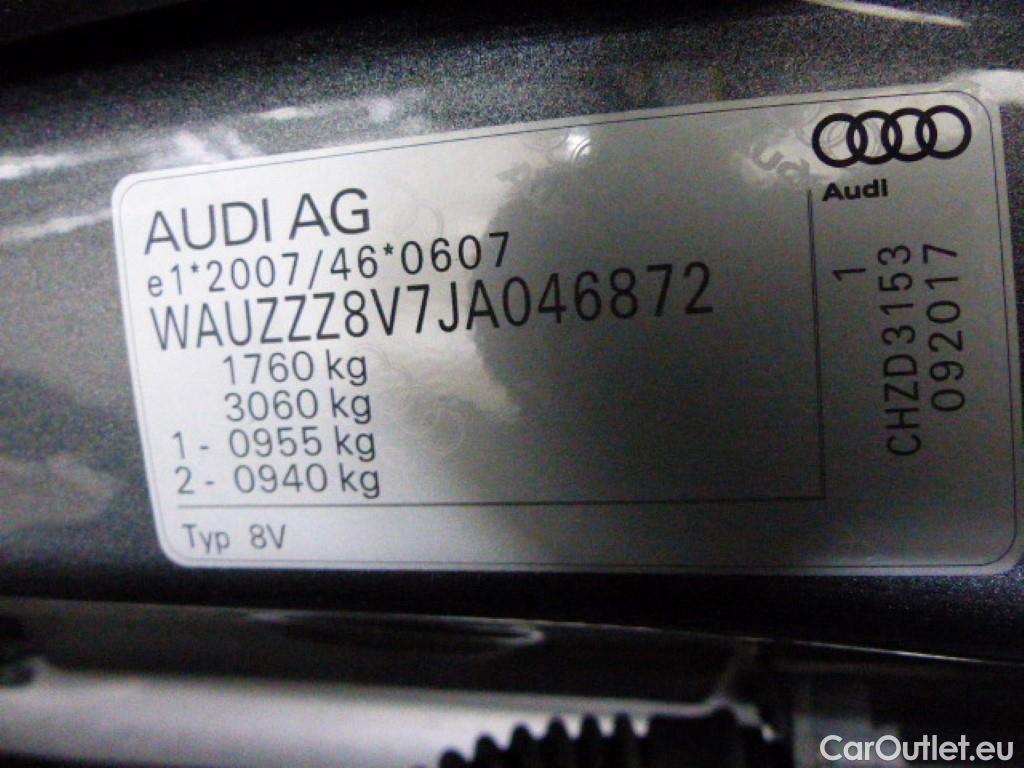 AUDI AG
e1*2007/46*0607
WAUZZZ8V7JA046872
1760 kg
3060 kg
1 - 0955 kg
2 - 0940 kg
Typ 8V
Audi
1
CHZD3153
092017
CarOutlet.eu